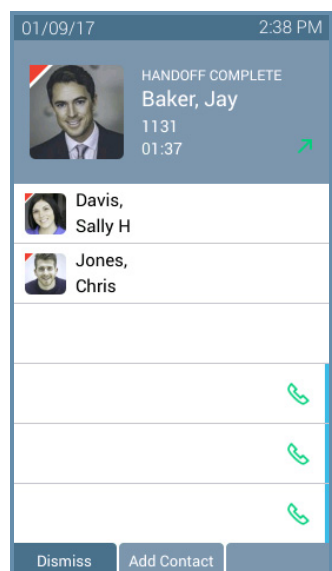 01/09/17 2:38 PM
HANDOFF COMPLETE
Baker, Jay
1131
01:37
Davis,
Sally H
Jones,
Chris
Dismiss Add Contact